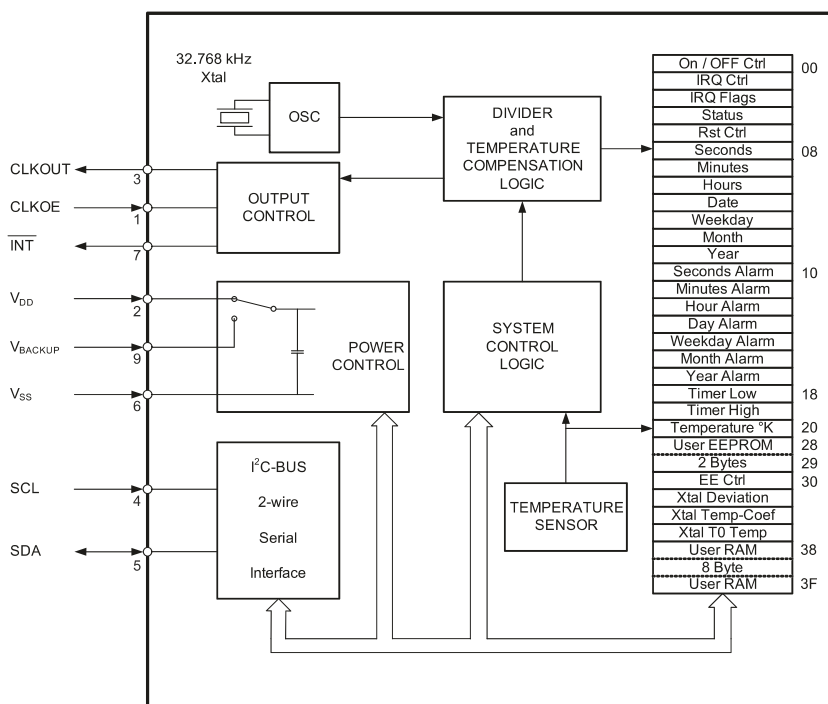 32.768 kHz
Xtal
OSC
DIVIDER
and
TEMPERATURE
COMPENSATION
LOGIC
CLKOUT
3
CLKOE
1
INT
7
OUTPUT
CONTROL
V_DD
2
V_BACKUP
9
V_SS
6
POWER
CONTROL
SYSTEM
CONTROL
LOGIC
SCL
4
SDA
5
I²C-BUS
2-wire
Serial
Interface
TEMPERATURE
SENSOR
On / OFF Ctrl 00
IRQ Ctrl
IRQ Flags
Status
Rst Ctrl
Seconds 08
Minutes
Hours
Date
Weekday
Month
Year
Seconds Alarm 10
Minutes Alarm
Hour Alarm
Day Alarm
Weekday Alarm
Month Alarm
Year Alarm
Timer Low 18
Timer High
Temperature °K 20
User EEPROM 28
2 Bytes 29
EE Ctrl 30
Xtal Deviation
Xtal Temp-Coef
Xtal T0 Temp
User RAM 38
8 Byte
User RAM 3F